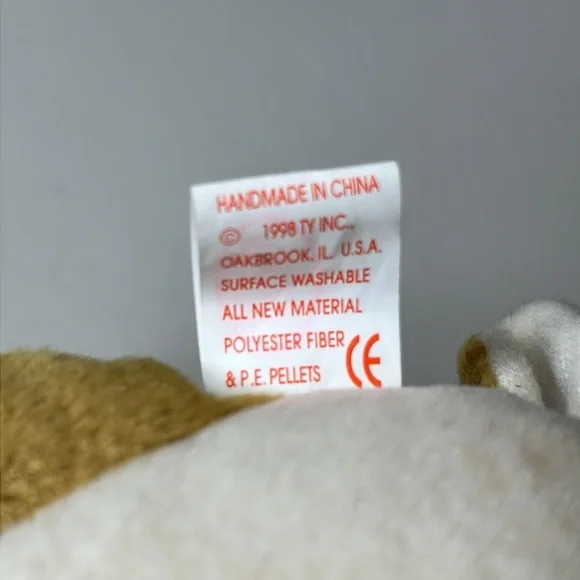 HANDMADE IN CHINA
© 1998 TY INC.,
OAKBROOK, IL, U.S.A.
SURFACE WASHABLE
ALL NEW MATERIAL
POLYESTER FIBER
& P.E. PELLETS CE